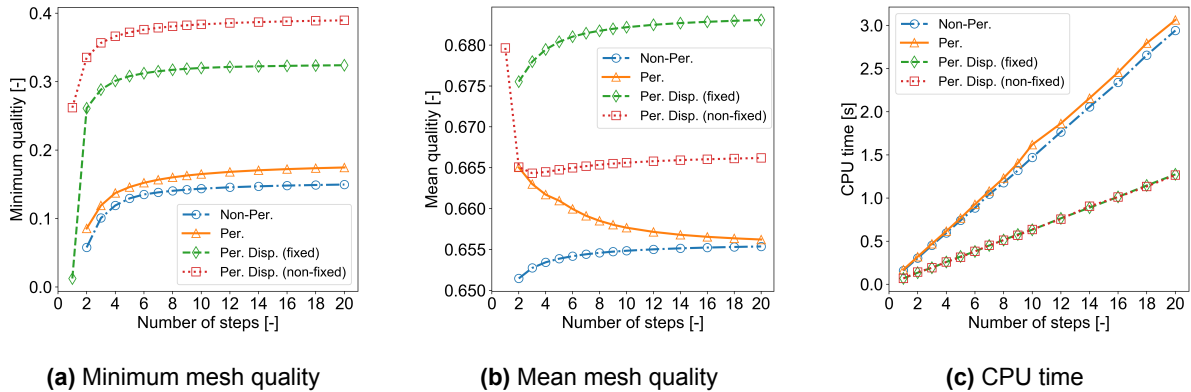 0.4
0.3
0.2
0.1
0.0
Minimum quality [-]
Non-Per.
Per.
Per. Disp. (fixed)
Per. Disp. (non-fixed)
0 2 4 6 8 10 12 14 16 18 20
Number of steps [-]
(a) Minimum mesh quality
0.680
0.675
0.670
0.665
0.660
0.655
0.650
Mean qualitiy [-]
Non-Per.
Per.
Per. Disp. (fixed)
Per. Disp. (non-fixed)
0 2 4 6 8 10 12 14 16 18 20
Number of steps [-]
(b) Mean mesh quality
3.0
2.5
2.0
1.5
1.0
0.5
0.0
CPU time [s]
Non-Per.
Per.
Per. Disp. (fixed)
Per. Disp. (non-fixed)
0 2 4 6 8 10 12 14 16 18 20
Number of steps [-]
(c) CPU time